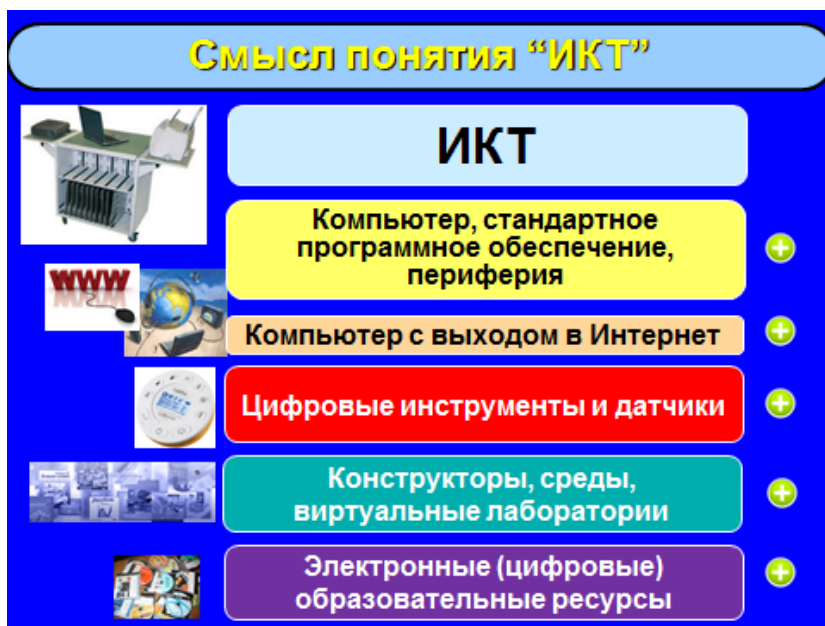 Смысл понятия “ИКТ”
ИКТ
Компьютер, стандартное
программное обеспечение,
периферия
WWW
Компьютер с выходом в Интернет
Цифровые инструменты и датчики
Конструкторы, среды,
виртуальные лаборатории
Электронные (цифровые)
образовательные ресурсы